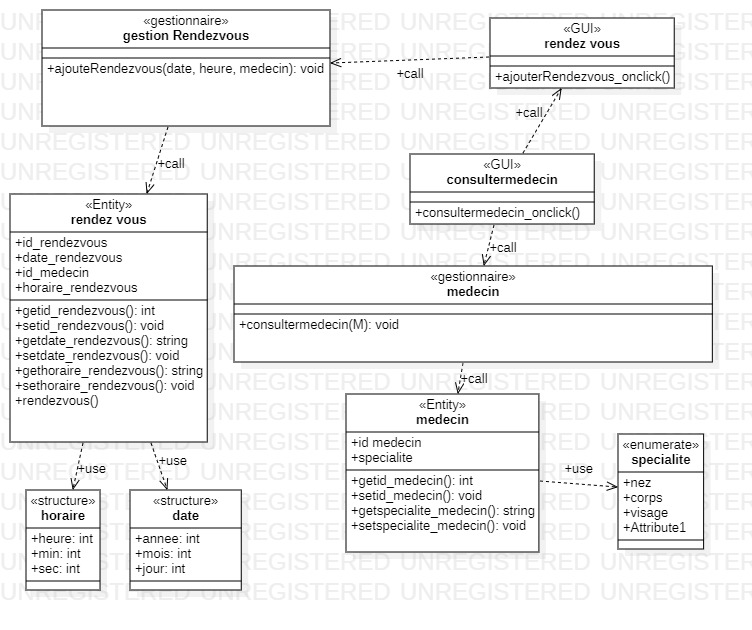 «gestionnaire»
gestion Rendezvous
+ajouteRendezvous(date, heure, medecin): void
«GUI»
rendez vous
+ajouterRendezvous_onclick()
+call
+call
+call
«GUI»
consultermedecin
+consultermedecin_onclick()
+call
«Entity»
rendez vous
+id_rendezvous
+date_rendezvous
+id_medecin
+horaire_rendezvous
+getid_rendezvous(): int
+setid_rendezvous(): void
+getdate_rendezvous(): string
+setdate_rendezvous(): void
+gethoraire_rendezvous(): string
+sethoraire_rendezvous(): void
+rendezvous()
«gestionnaire»
medecin
+consultermedecin(M): void
+call
«Entity»
medecin
+id medecin
+specialite
+getid_medecin(): int
+setid_medecin(): void
+getspecialite_medecin(): string
+setspecialite_medecin(): void
+use
«enumerate»
specialite
+nez
+corps
+visage
+Attribute1
+use
+use
«structure»
horaire
+heure: int
+min: int
+sec: int
«structure»
date
+annee: int
+mois: int
+jour: int
UNREGISTERED